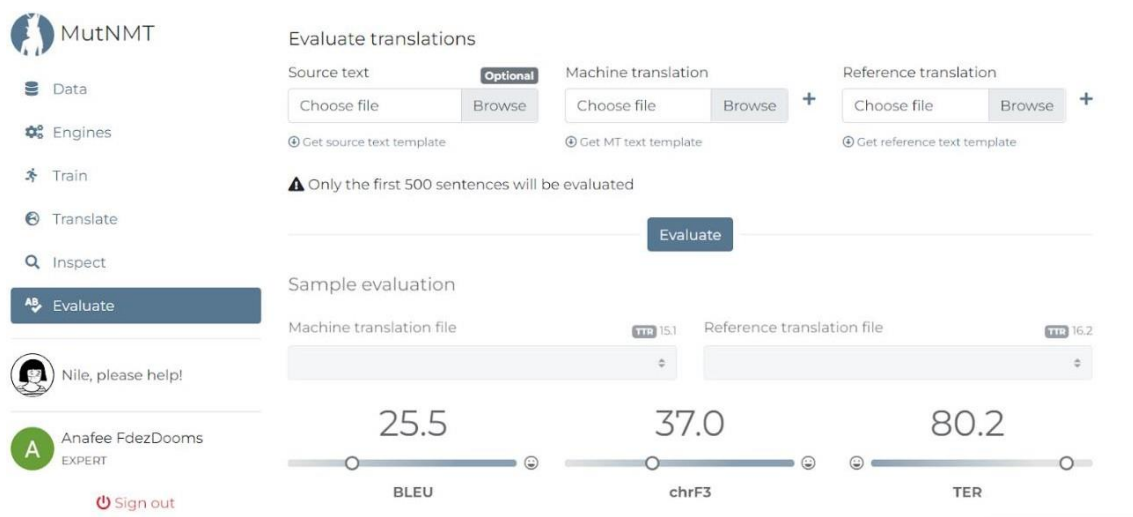 MutNMT
Data
Engines
Train
Translate
Inspect
AB Evaluate
Nile, please help!
A Anafee FdezDooms
EXPERT
Sign out
Evaluate translations
Source text Optional Machine translation Reference translation
Choose file Browse Choose file Browse + Choose file Browse +
Get source text template Get MT text template Get reference text template
Only the first 500 sentences will be evaluated
Evaluate
Sample evaluation
Machine translation file TTR 15.1 Reference translation file TTR 16.2
25.5 37.0 80.2
BLEU chrF3 TER